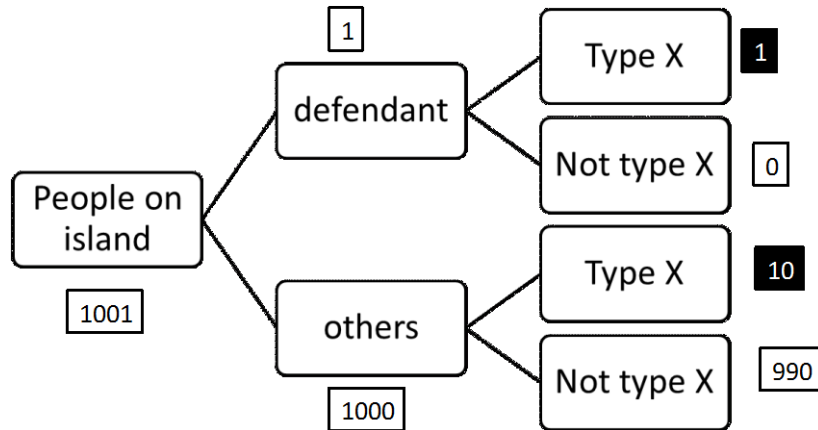 1
Type X
1
defendant
Not type X
0
People on
island
1001
Type X
10
others
Not type X
990
1000